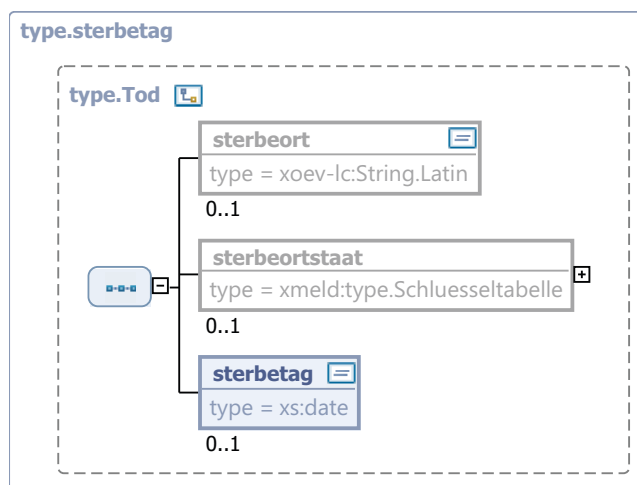 type.sterbetag
type.Tod
sterbeort
type = xoev-lc:String.Latin
0..1
sterbeortstaat
type = xmeld:type.Schluesseltabelle
0..1
sterbetag
type = xs:date
0..1